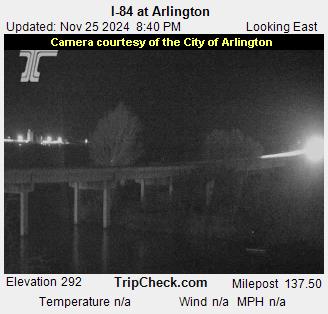 I-84 at Arlington
Updated: Nov 25 2024 8:40 PM Looking East
Camera courtesy of the City of Arlington
Elevation 292 TripCheck.com Milepost 137.50
Temperature n/a Wind n/a MPH n/a